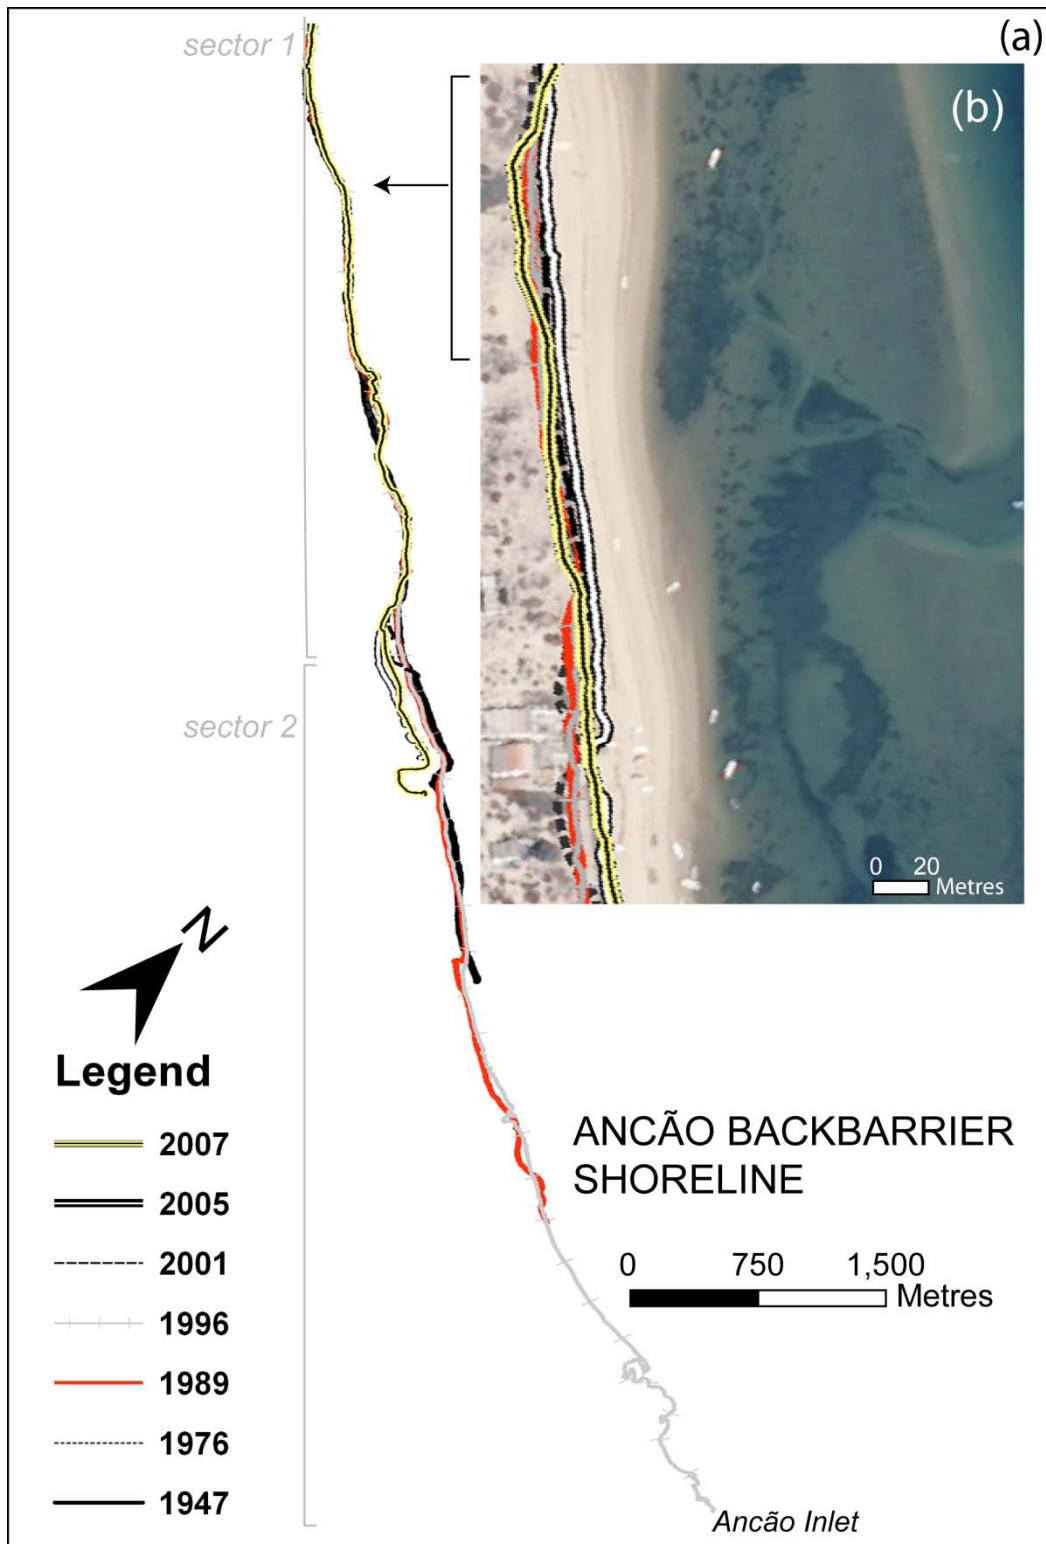 (a)
sector 1
(b)
0 20
Metres
sector 2
N
Legend
2007
2005
2001
1996
1989
1976
1947
ANCÃO BACKBARRIER
SHORELINE
0 750 1,500
Metres
Ancão Inlet